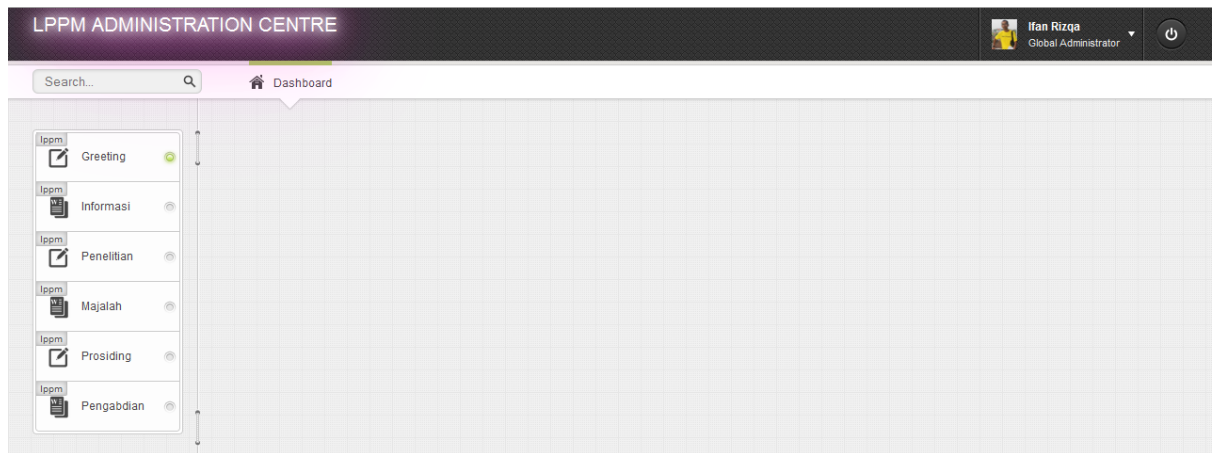 LPPM ADMINISTRATION CENTRE
Ifan Rizqa
Global Administrator
Search...
Dashboard
lppm
Greeting
lppm
Informasi
lppm
Penelitian
lppm
Majalah
lppm
Prosiding
lppm
Pengabdian